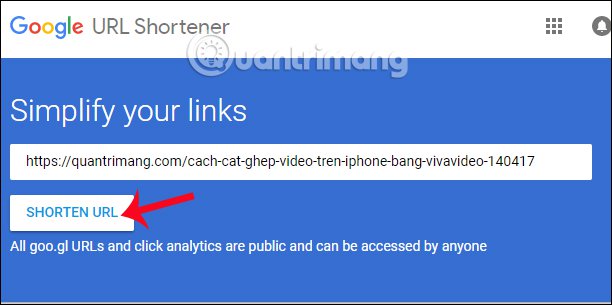 Google URL Shortener
Quantrimang
Simplify your links
https://quantrimang.com/cach-cat-ghep-video-tren-iphone-bang-vivavideo-140417
SHORTEN URL
All goo.gl URLs and click analytics are public and can be accessed by anyone